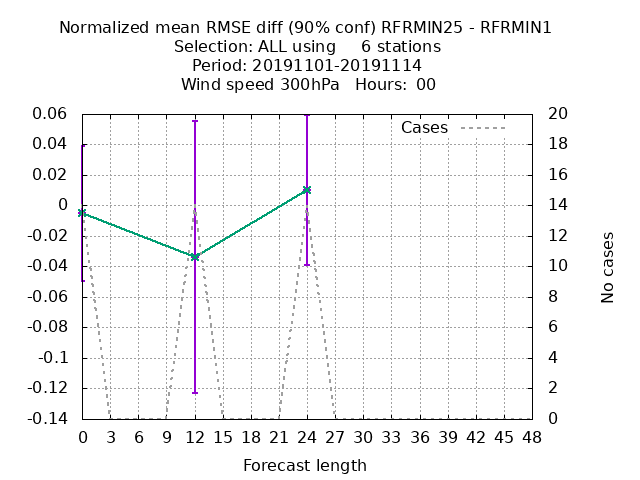 Normalized mean RMSE diff (90% conf) RFRMIN25 - RFRMIN1
Selection: ALL using     6 stations
Period: 20191101-20191114
Wind speed 300hPa   Hours: 00
Cases
0.06
0.04
0.02
0
-0.02
-0.04
-0.06
-0.08
-0.1
-0.12
-0.14
20
18
16
14
12
10
8
6
4
2
0
No cases
0 3 6 9 12 15 18 21 24 27 30 33 36 39 42 45 48
Forecast length